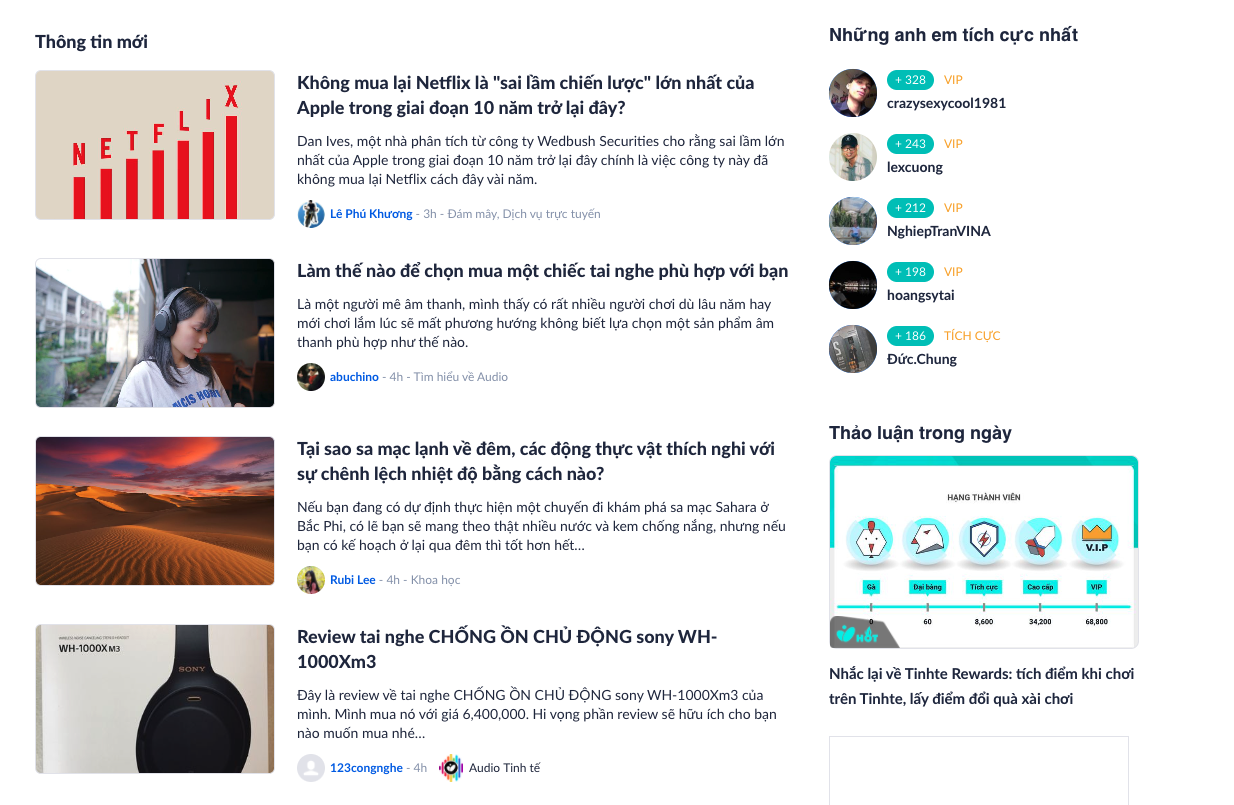 Thông tin mới
N E T F L I X
Không mua lại Netflix là "sai lầm chiến lược" lớn nhất của
Apple trong giai đoạn 10 năm trở lại đây?
Dan Ives, một nhà phân tích từ công ty Wedbush Securities cho rằng sai lầm lớn
nhất của Apple trong giai đoạn 10 năm trở lại đây chính là việc công ty này đã
không mua lại Netflix cách đây vài năm.
Lê Phú Khương - 3h - Đám mây, Dịch vụ trực tuyến
Làm thế nào để chọn mua một chiếc tai nghe phù hợp với bạn
Là một người mê âm thanh, mình thấy có rất nhiều người chơi dù lâu năm hay
mới chơi lắm lúc sẽ mất phương hướng không biết lựa chọn một sản phẩm âm
thanh phù hợp như thế nào.
abuchino - 4h - Tìm hiểu về Audio
Tại sao sa mạc lạnh về đêm, các động thực vật thích nghi với
sự chênh lệch nhiệt độ bằng cách nào?
Nếu bạn đang có dự định thực hiện một chuyến đi khám phá sa mạc Sahara ở
Bắc Phi, có lẽ bạn sẽ mang theo thật nhiều nước và kem chống nắng, nhưng nếu
bạn có kế hoạch ở lại qua đêm thì tốt hơn hết...
Rubi Lee - 4h - Khoa học
WH-1000XM3
SONY
Review tai nghe CHỐNG ỒN CHỦ ĐỘNG sony WH-
1000Xm3
Đây là review về tai nghe CHỐNG ỒN CHỦ ĐỘNG sony WH-1000Xm3 của
mình. Mình mua nó với giá 6,400,000. Hi vọng phần review sẽ hữu ích cho bạn
nào muốn mua nhé...
123congnghe - 4h Audio Tinh tế
Những anh em tích cực nhất
+ 328 VIP
crazysexycool1981
+ 243 VIP
lexcuong
+ 212 VIP
NghiepTranVINA
+ 198 VIP
hoangsytai
+ 186 TÍCH CỰC
Đức.Chung
Thảo luận trong ngày
HẠNG THÀNH VIÊN
V.I.P
Gà Đại bàng Tích cực Cao cấp VIP
0 60 8,600 34,200 68,800
HOT
Nhắc lại về Tinhte Rewards: tích điểm khi chơi
trên Tinhte, lấy điểm đổi quà xài chơi